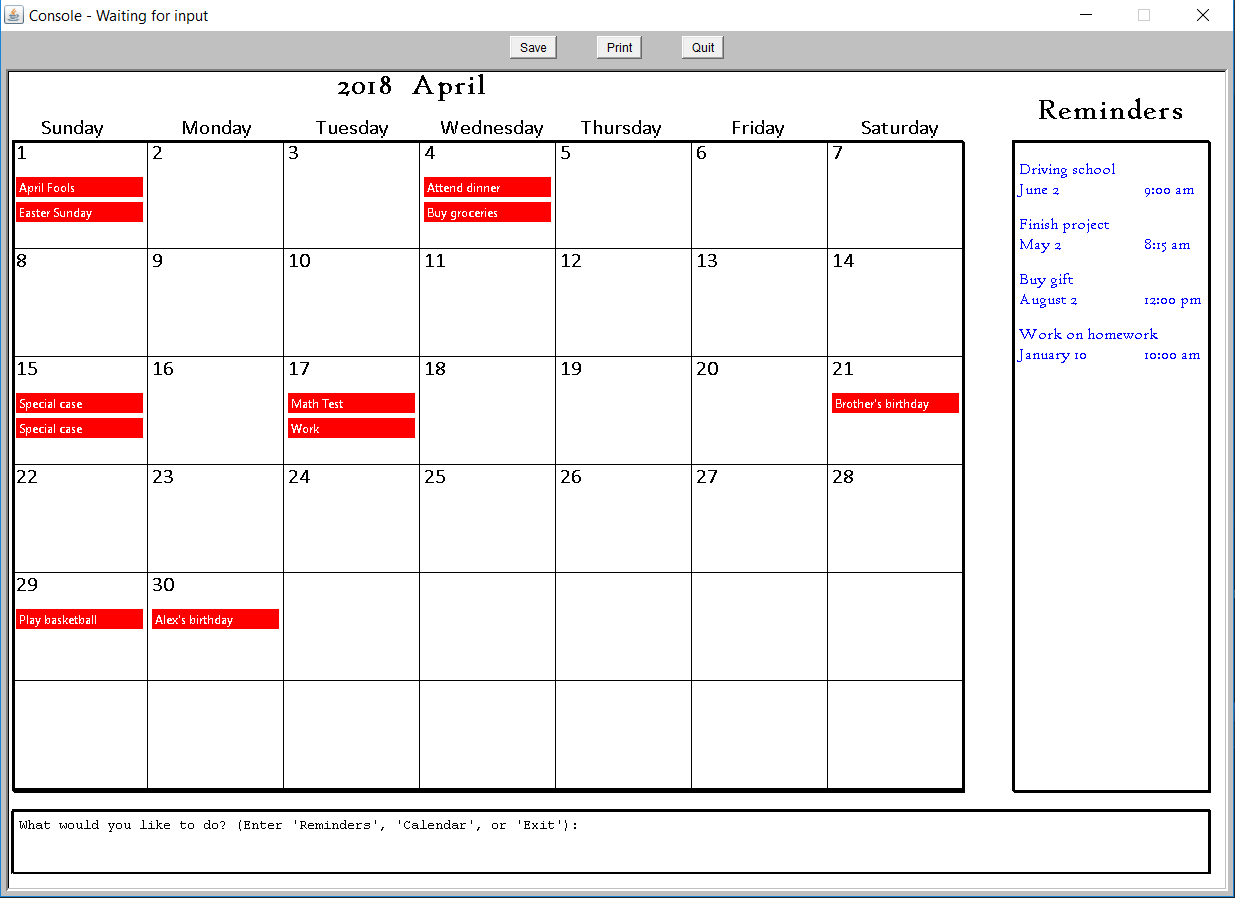 Console - Waiting for input
Save Print Quit
2018 April
Reminders
Sunday Monday Tuesday Wednesday Thursday Friday Saturday
1 2 3 4 5 6 7
April Fools Attend dinner
Easter Sunday Buy groceries
8 9 10 11 12 13 14
15 16 17 18 19 20 21
Special case Math Test Brother's birthday
Special case Work
22 23 24 25 26 27 28
29 30
Play basketball Alex's birthday
Driving school
June 2 9:00 am
Finish project
May 2 8:15 am
Buy gift
August 2 12:00 pm
Work on homework
January 10 10:00 am
What would you like to do? (Enter 'Reminders', 'Calendar', or 'Exit'):